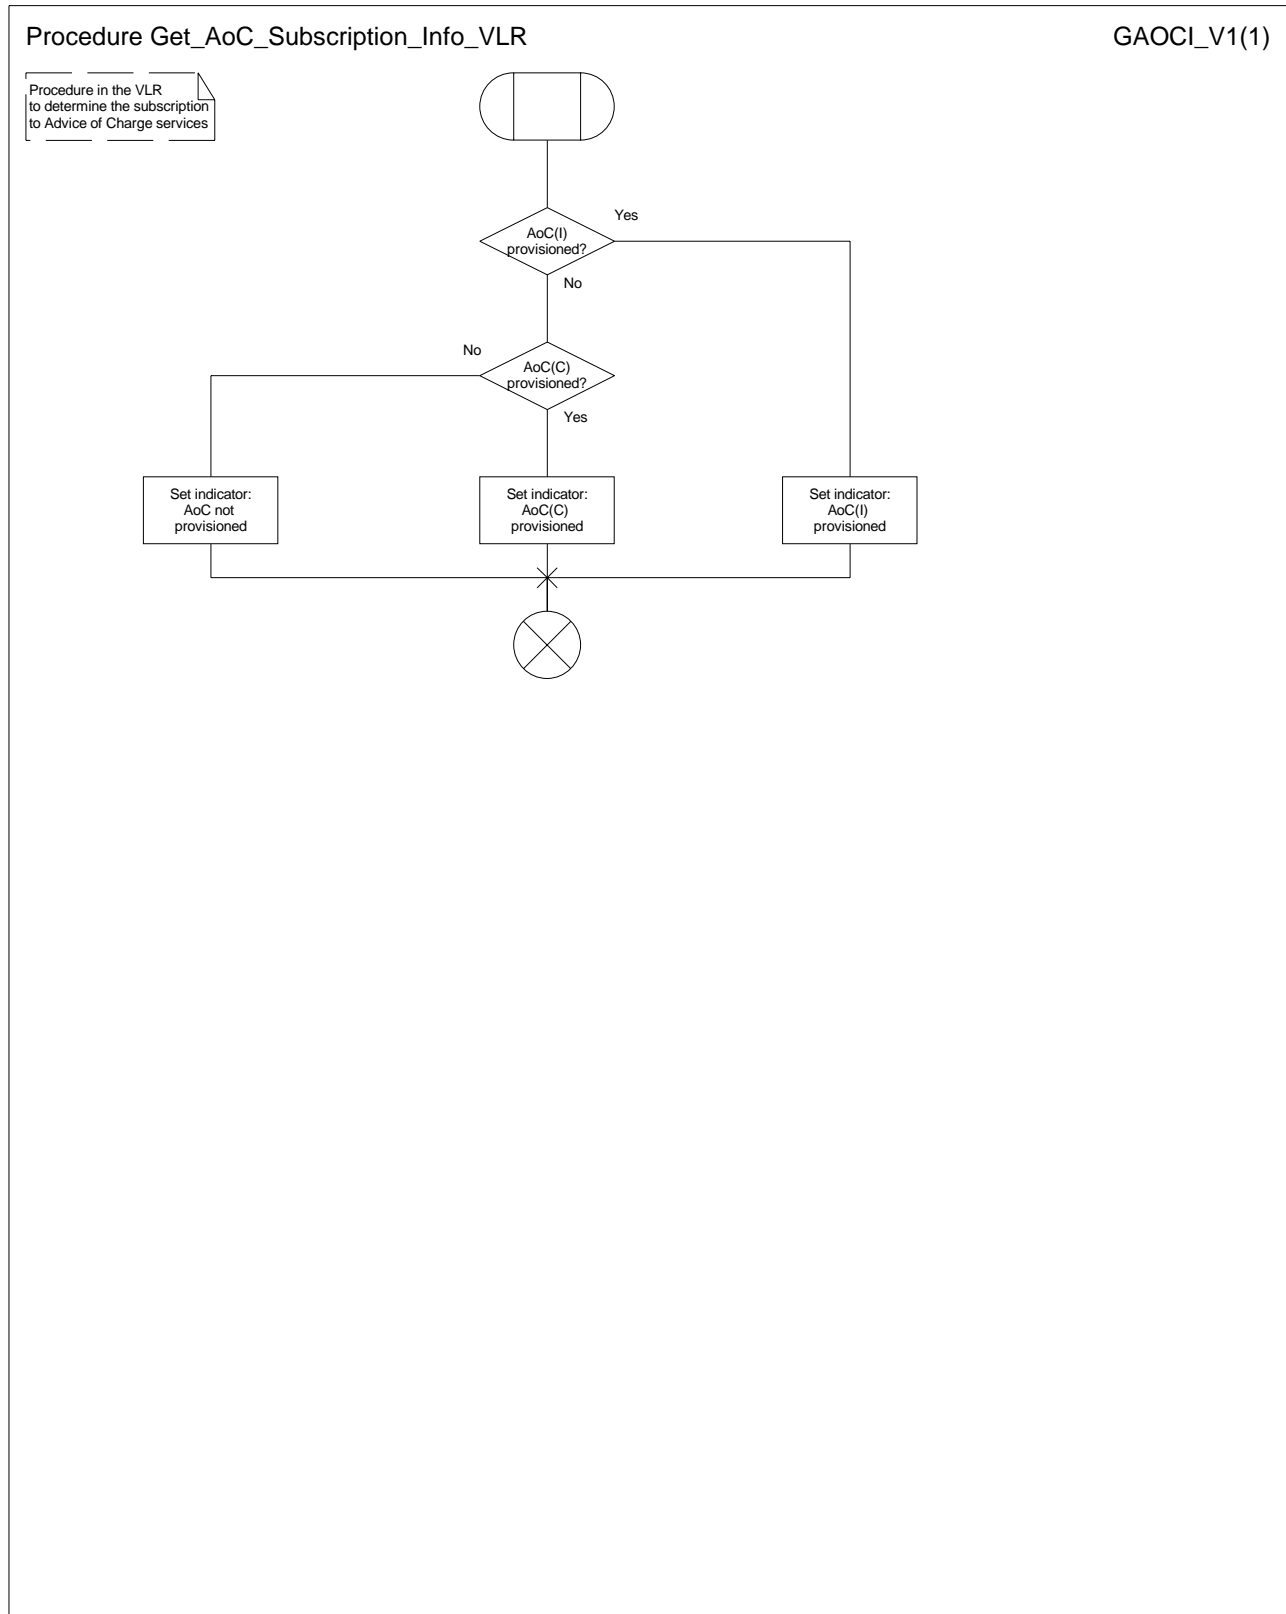 Procedure Get_AoC_Subscription_Info_VLR
GAOCI_V1(1)
Procedure in the VLR
to determine the subscription
to Advice of Charge services
Yes
AoC(I)
provisioned?
No
No
AoC(C)
provisioned?
Yes
Set indicator:
AoC not
provisioned
Set indicator:
AoC(C)
provisioned
Set indicator:
AoC(I)
provisioned